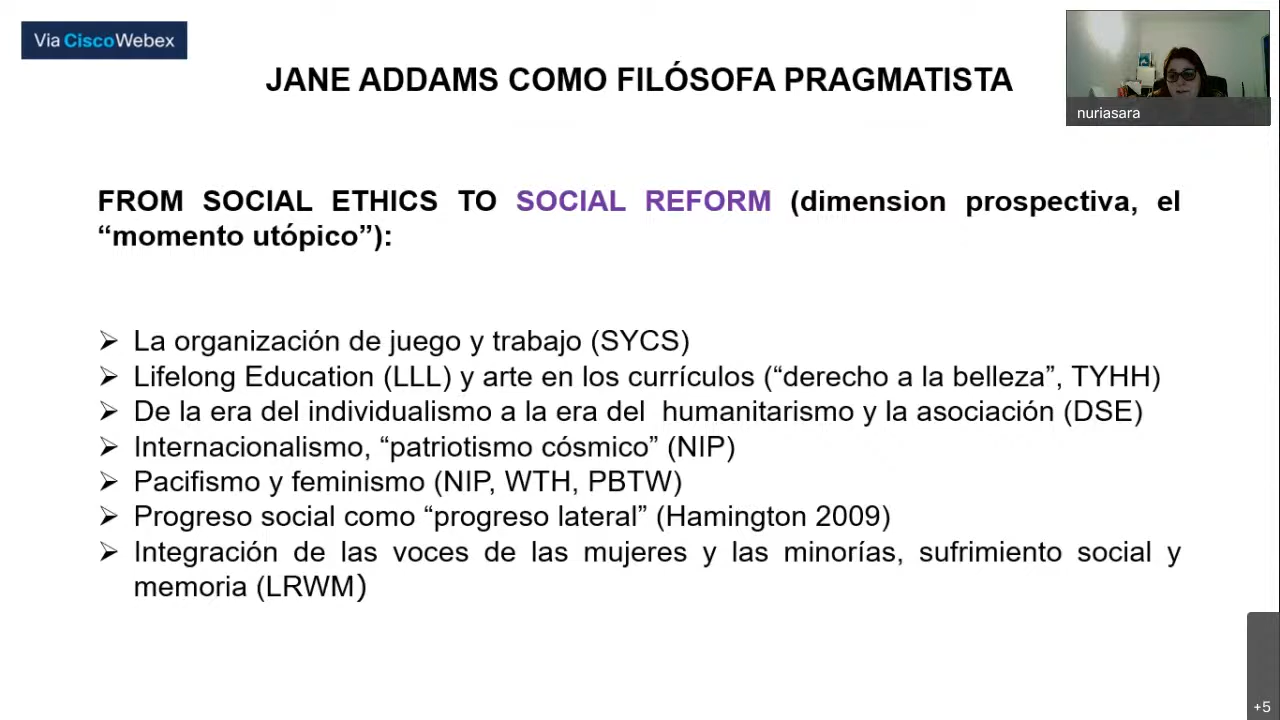 Via CiscoWebex
JANE ADDAMS COMO FILÓSOFA PRAGMATISTA
nuriasara
FROM SOCIAL ETHICS TO SOCIAL REFORM (dimension prospectiva, el
“momento utópico”):
➢ La organización de juego y trabajo (SYCS)
➢ Lifelong Education (LLL) y arte en los currículos (“derecho a la belleza”, TYHH)
➢ De la era del individualismo a la era del humanitarismo y la asociación (DSE)
➢ Internacionalismo, “patriotismo cósmico” (NIP)
➢ Pacifismo y feminismo (NIP, WTH, PBTW)
➢ Progreso social como “progreso lateral” (Hamington 2009)
➢ Integración de las voces de las mujeres y las minorías, sufrimiento social y
memoria (LRWM)
+5